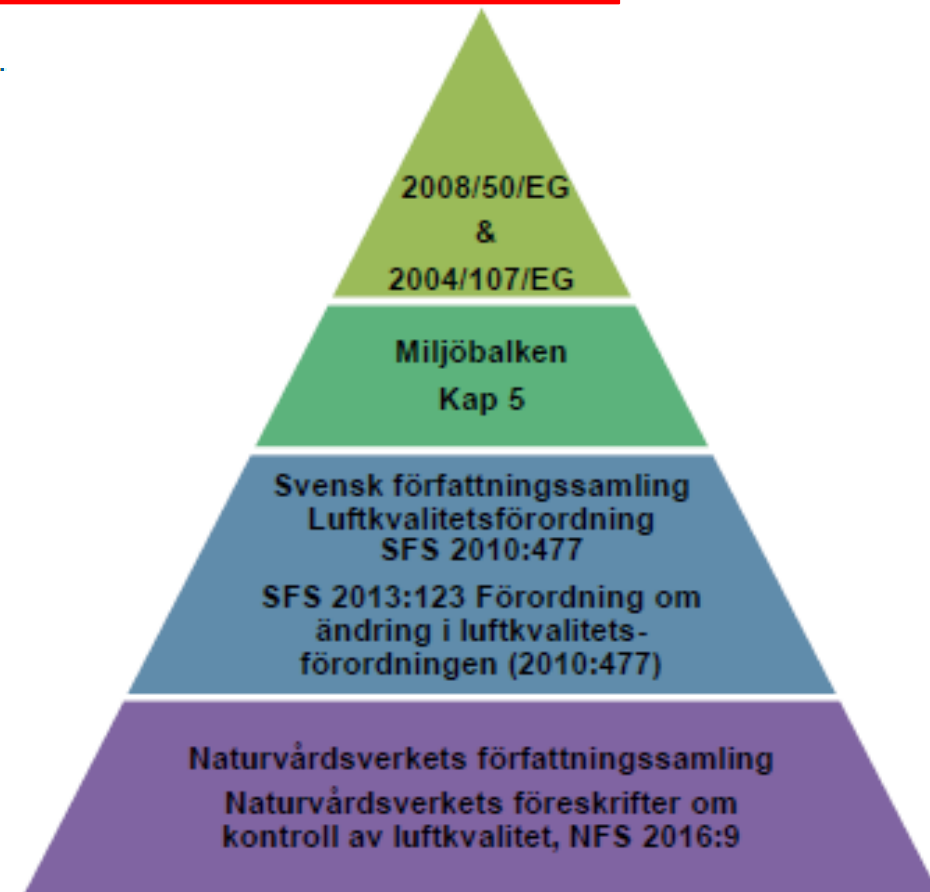 2008/50/EG
&
2004/107/EG
Miljöbalken
Kap 5
Svensk författningssamling
Luftkvalitetsförordning
SFS 2010:477
SFS 2013:123 Förordning om
ändring i luftkvalitets-
förordningen (2010:477)
Naturvårdsverkets författningssamling
Naturvårdsverkets föreskrifter om
kontroll av luftkvalitet, NFS 2016:9